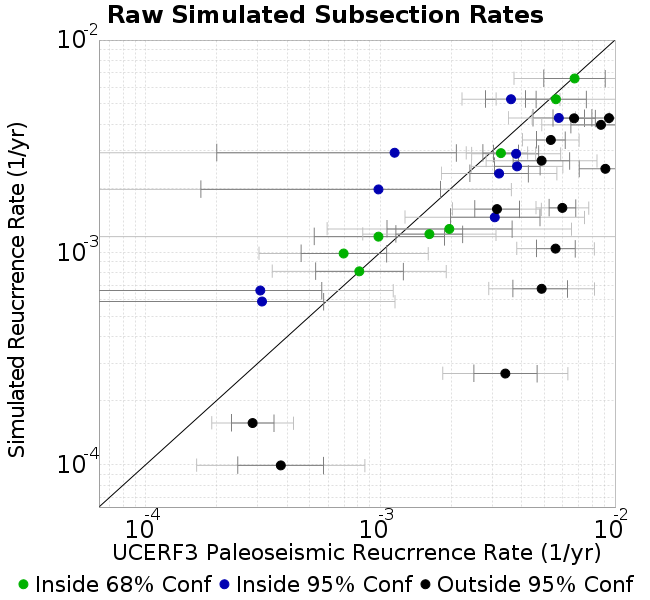 Raw Simulated Subsection Rates
10-2
10-3
10-4
Simulated Reucrrence Rate (1/yr)
10-4 10-3 10-2
UCERF3 Paleoseismic Reucrrence Rate (1/yr)
Inside 68% Conf Inside 95% Conf Outside 95% Conf